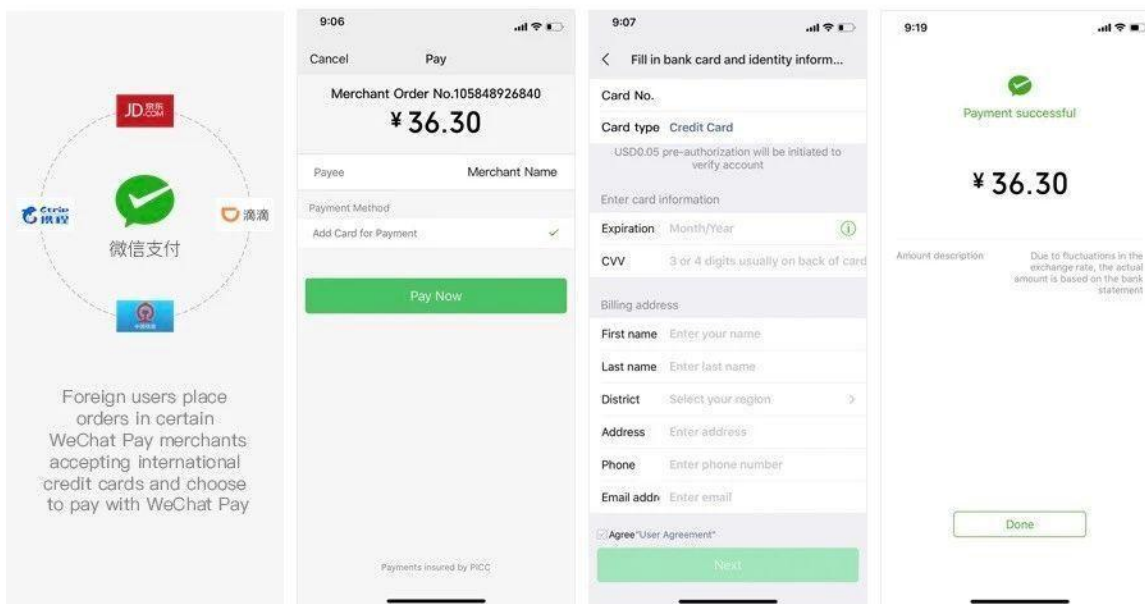 JD.COM 京东
Ctrip 携程
滴滴
微信支付
中国铁路
Foreign users place
orders in certain
WeChat Pay merchants
accepting international
credit cards and choose
to pay with WeChat Pay
9:06
Cancel Pay
Merchant Order No.105848926840
¥ 36.30
Payee Merchant Name
Payment Method
Add Card for Payment
Pay Now
Payments insured by PICC
9:07
< Fill in bank card and identity inform...
Card No.
Card type Credit Card
USD0.05 pre-authorization will be initiated to
verify account
Enter card information
Expiration Month/Year
CVV 3 or 4 digits usually on back of card
Billing address
First name Enter your name
Last name Enter last name
District Select your region >
Address Enter address
Phone Enter phone number
Email addr Enter email
Agree "User Agreement"
Next
9:19
Payment successful
¥ 36.30
Amount description Due to fluctuations in the
exchange rate, the actual
amount is based on the bank
statement
Done